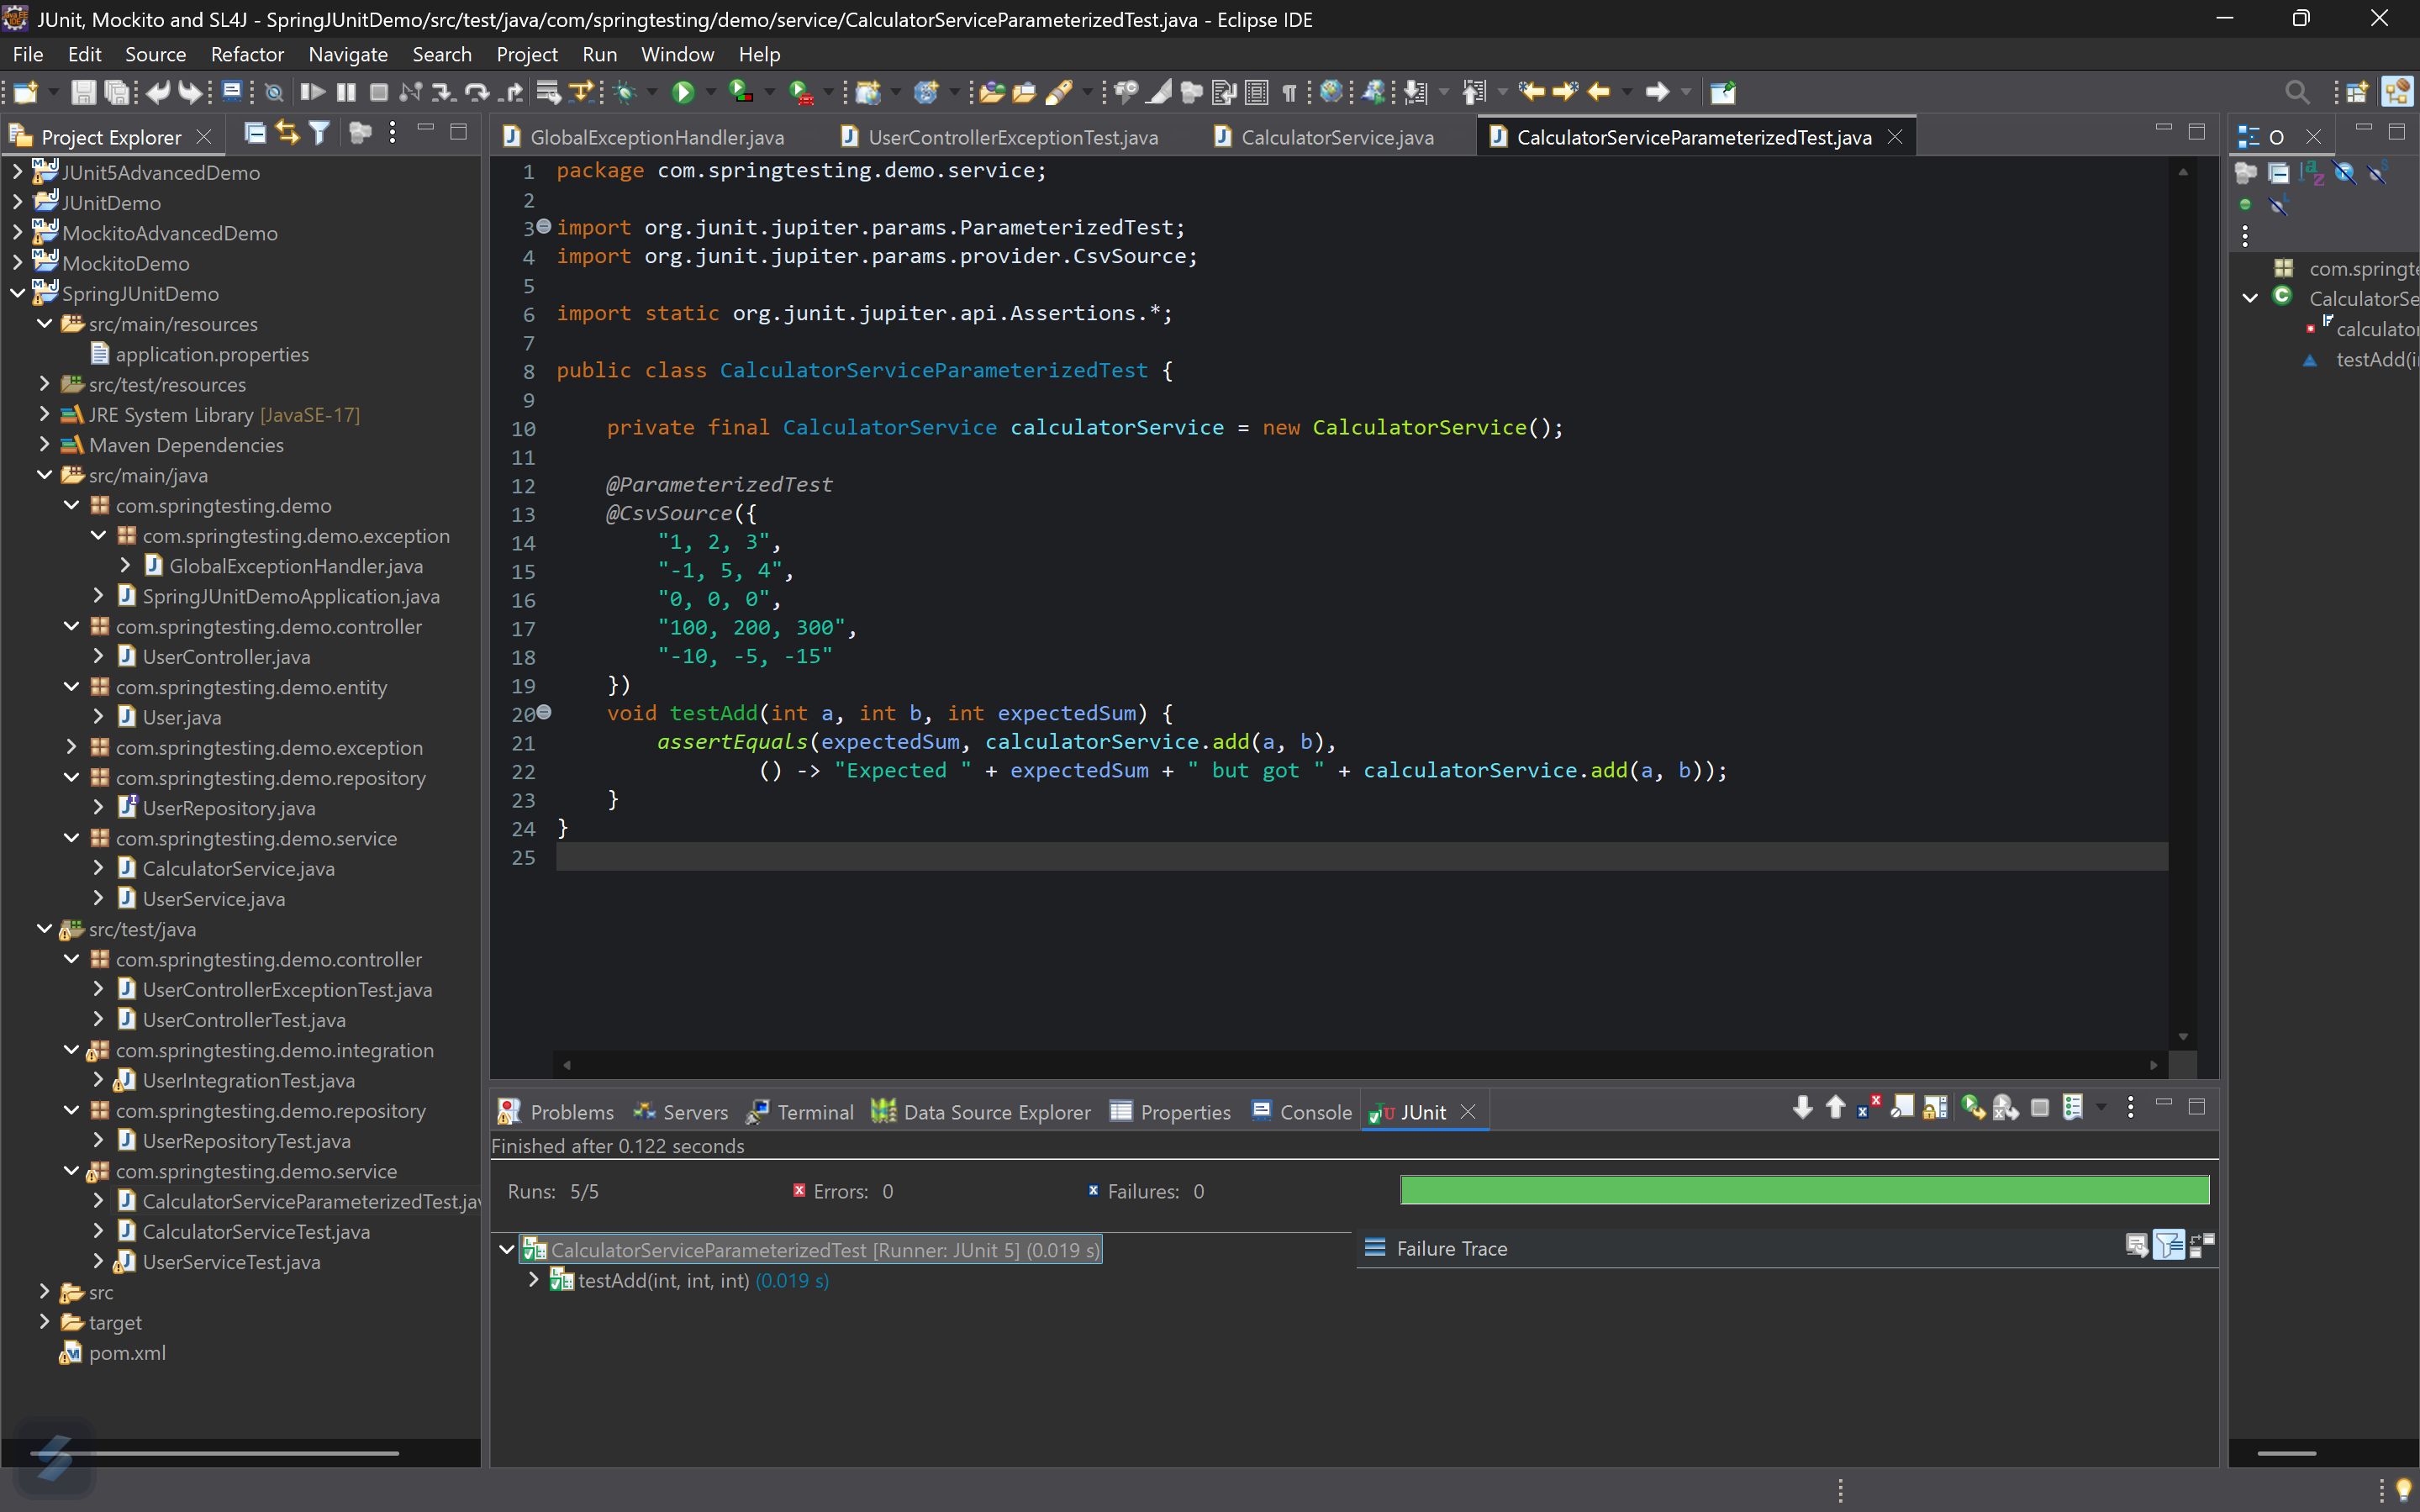 JUnit, Mockito and SL4J - SpringJUnitDemo/src/test/java/com/springtesting/demo/service/CalculatorServiceParameterizedTest.java - Eclipse IDE
File Edit Source Refactor Navigate Search Project Run Window Help
Project Explorer
JUnit5AdvancedDemo
JUnitDemo
MockitoAdvancedDemo
MockitoDemo
SpringJUnitDemo
src/main/resources
application.properties
src/test/resources
JRE System Library [JavaSE-17]
Maven Dependencies
src/main/java
com.springtesting.demo
com.springtesting.demo.exception
GlobalExceptionHandler.java
SpringJUnitDemoApplication.java
com.springtesting.demo.controller
UserController.java
com.springtesting.demo.entity
User.java
com.springtesting.demo.exception
com.springtesting.demo.repository
UserRepository.java
com.springtesting.demo.service
CalculatorService.java
UserService.java
src/test/java
com.springtesting.demo.controller
UserControllerExceptionTest.java
UserControllerTest.java
com.springtesting.demo.integration
UserIntegrationTest.java
com.springtesting.demo.repository
UserRepositoryTest.java
com.springtesting.demo.service
CalculatorServiceParameterizedTest.jav
CalculatorServiceTest.java
UserServiceTest.java
src
target
pom.xml
GlobalExceptionHandler.java UserControllerExceptionTest.java CalculatorService.java CalculatorServiceParameterizedTest.java
1 package com.springtesting.demo.service;
2
3 import org.junit.jupiter.params.ParameterizedTest;
4 import org.junit.jupiter.params.provider.CsvSource;
5
6 import static org.junit.jupiter.api.Assertions.*;
7
8 public class CalculatorServiceParameterizedTest {
9
10 private final CalculatorService calculatorService = new CalculatorService();
11
12 @ParameterizedTest
13 @CsvSource({
14 "1, 2, 3",
15 "-1, 5, 4",
16 "0, 0, 0",
17 "100, 200, 300",
18 "-10, -5, -15"
19 })
20 void testAdd(int a, int b, int expectedSum) {
21 assertEquals(expectedSum, calculatorService.add(a, b),
22 () -> "Expected " + expectedSum + " but got " + calculatorService.add(a, b));
23 }
24 }
25
Problems Servers Terminal Data Source Explorer Properties Console JUnit
Finished after 0.122 seconds
Runs: 5/5 Errors: 0 Failures: 0
CalculatorServiceParameterizedTest [Runner: JUnit 5] (0.019 s)
testAdd(int, int, int) (0.019 s)
Failure Trace
O
com.springte
CalculatorSe
calculator
testAdd(i